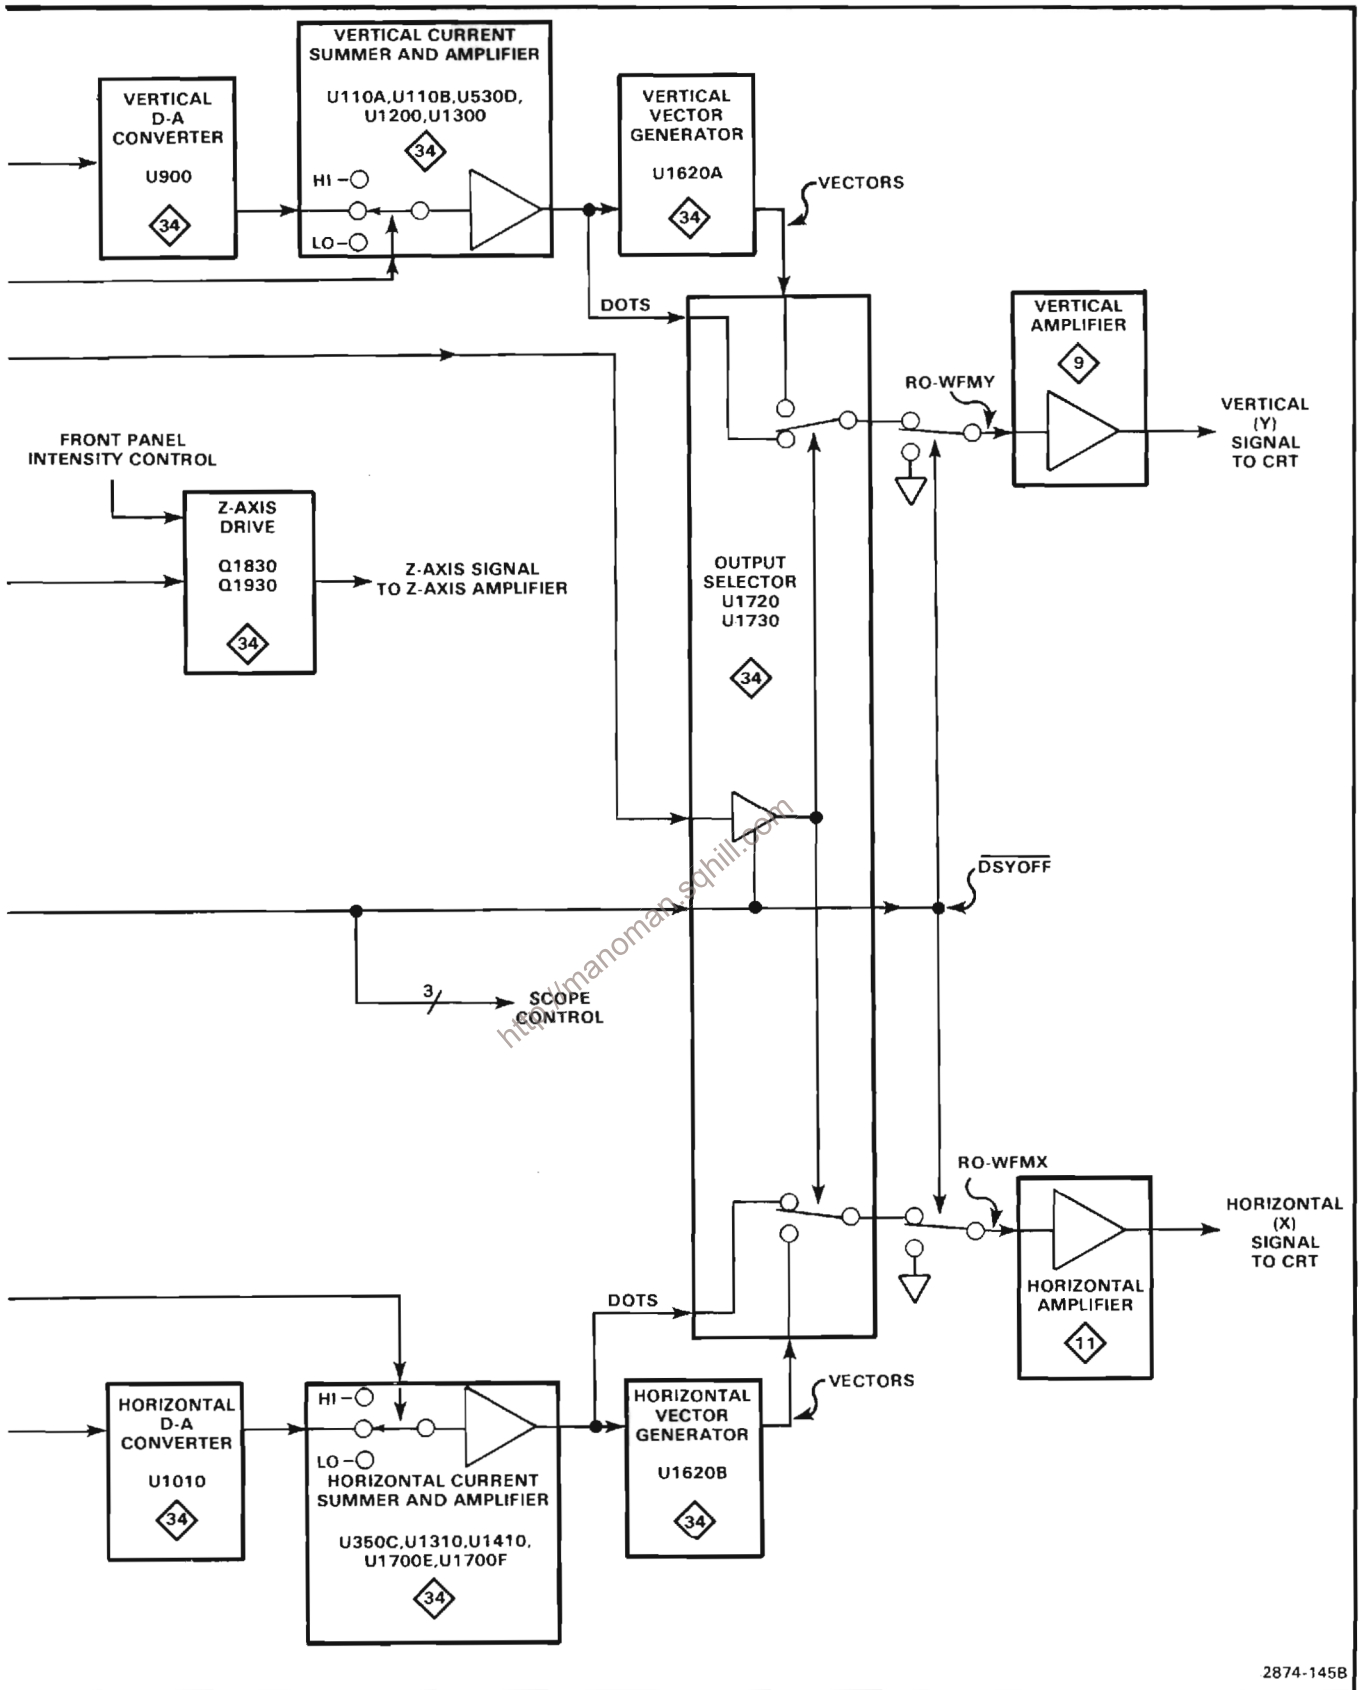 VERTICAL CURRENT
SUMMER AND AMPLIFIER
U110A,U110B,U530D,
U1200,U1300
34
HI
LO
VERTICAL
D-A
CONVERTER
U900
34
VERTICAL
VECTOR
GENERATOR
U1620A
34
VECTORS
DOTS
VERTICAL
AMPLIFIER
9
RO-WFMY
VERTICAL
(Y)
SIGNAL
TO CRT
FRONT PANEL
INTENSITY CONTROL
Z-AXIS
DRIVE
Q1830
Q1930
34
Z-AXIS SIGNAL
TO Z-AXIS AMPLIFIER
OUTPUT
SELECTOR
U1720
U1730
34
DSYOFF
3
SCOPE
CONTROL
http://manoman.sqhill.com
RO-WFMX
HORIZONTAL
(X)
SIGNAL
TO CRT
HORIZONTAL
AMPLIFIER
11
DOTS
VECTORS
HORIZONTAL
D-A
CONVERTER
U1010
34
HI
LO
HORIZONTAL CURRENT
SUMMER AND AMPLIFIER
U350C,U1310,U1410,
U1700E,U1700F
34
HORIZONTAL
VECTOR
GENERATOR
U1620B
34
2874-145B